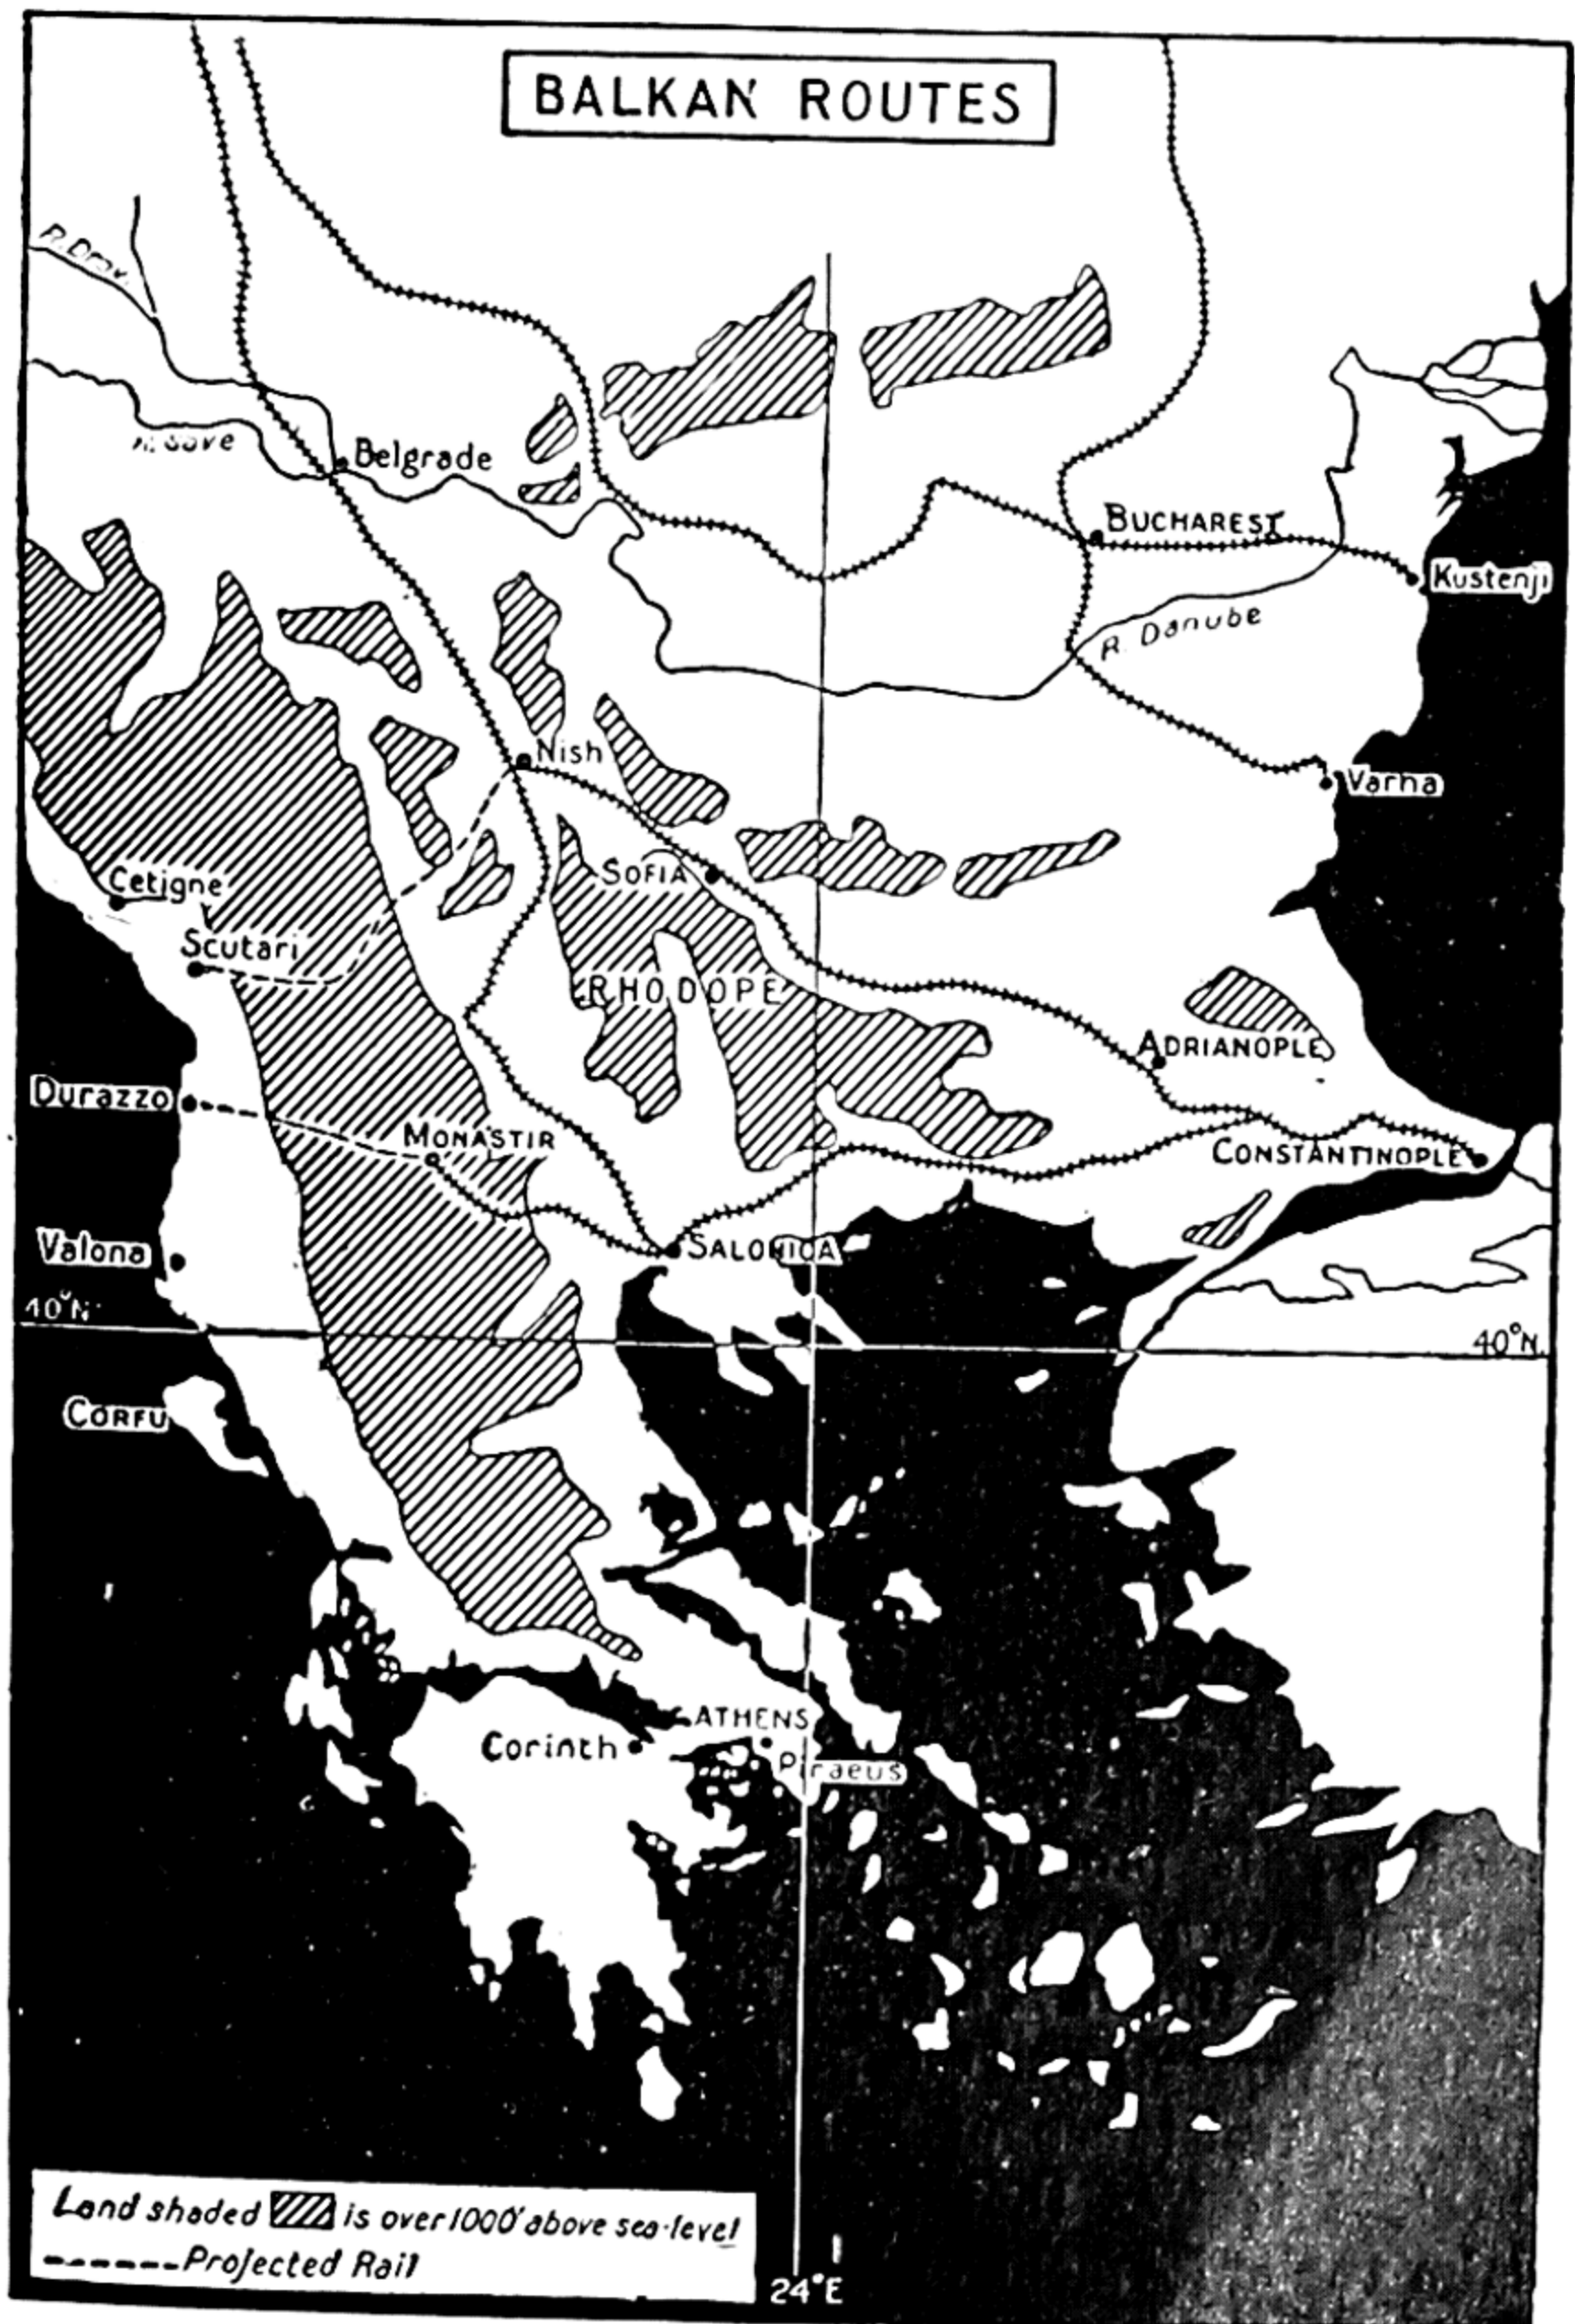 BALKAN ROUTES
R. Drav.
R. Save
Belgrade
BUCHAREST
Kustenji
R. Danube
Nish
Varna
SOFIA
Cetigne
Scutari
RHODOPE
ADRIANOPLE
Durazzo
MONASTIR
CONSTANTINOPLE
Valona
SALONICA
40°N.
40°N.
CORFU
ATHENS
Corinth
Piraeus
Land shaded is over 1000' above sea-level
Projected Rail
24°E